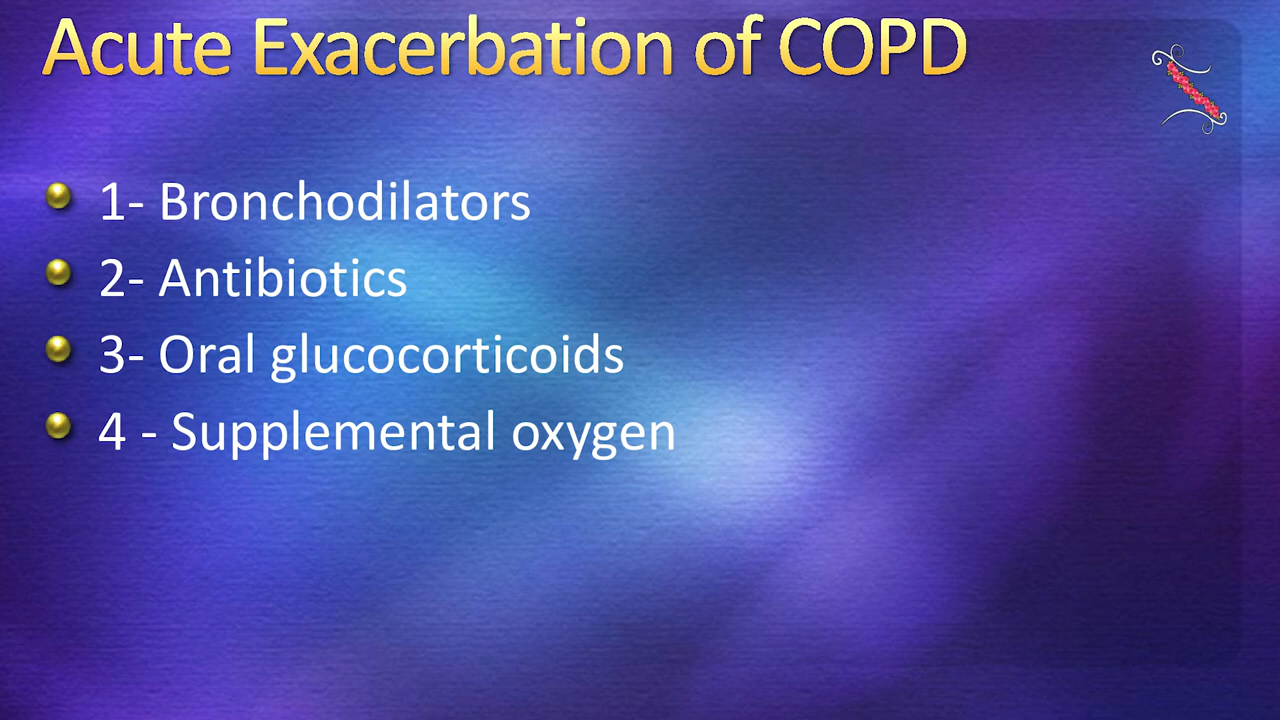 Acute Exacerbation of COPD
1- Bronchodilators
2- Antibiotics
3- Oral glucocorticoids
4 - Supplemental oxygen